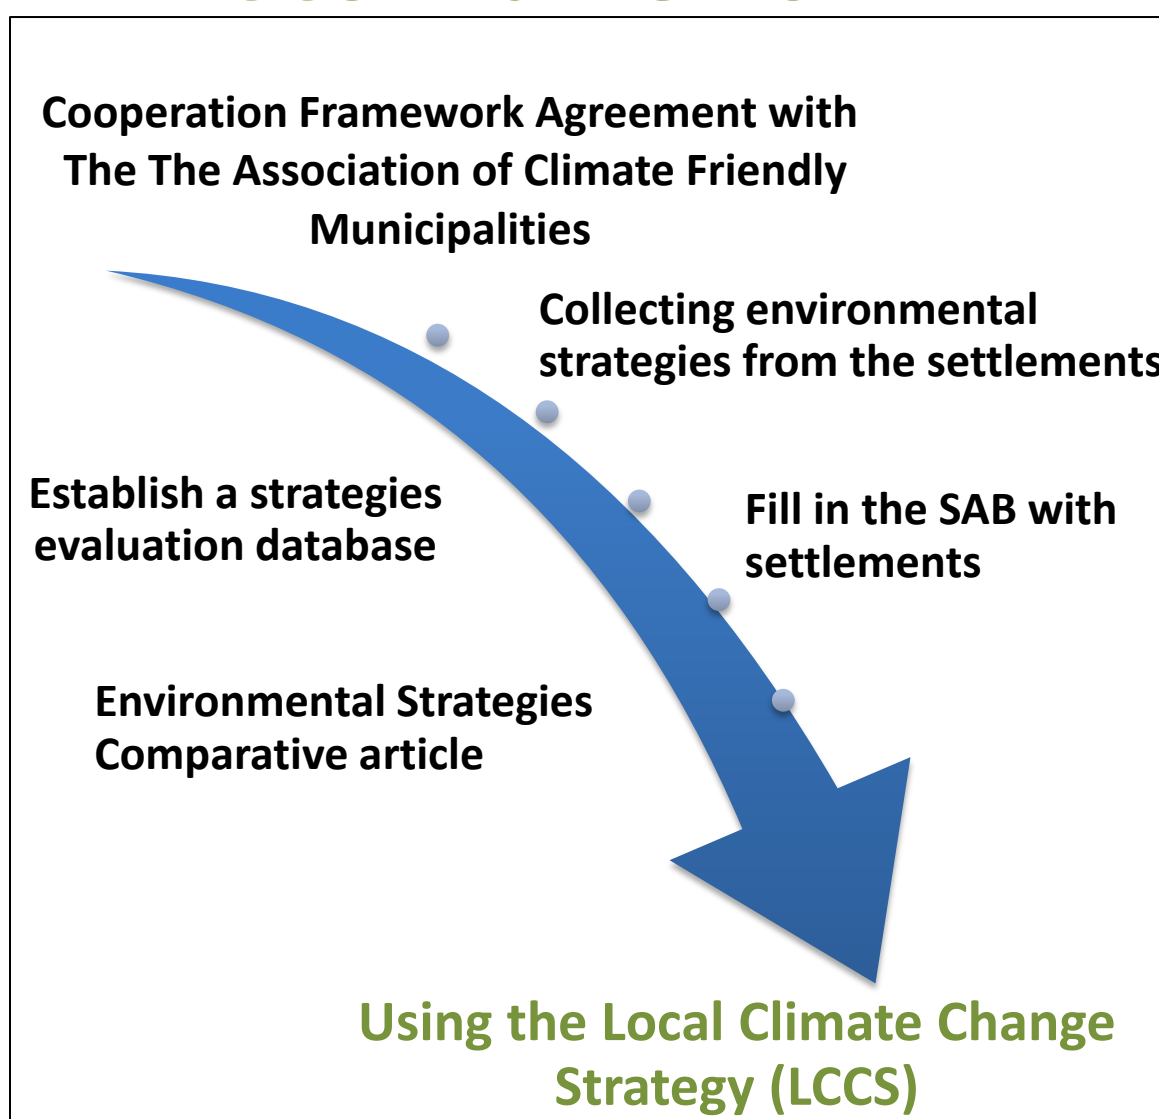 Cooperation Framework Agreement with
The The Association of Climate Friendly
Municipalities
Collecting environmental
strategies from the settlements
Establish a strategies
evaluation database
Fill in the SAB with
settlements
Environmental Strategies
Comparative article
Using the Local Climate Change
Strategy (LCCS)